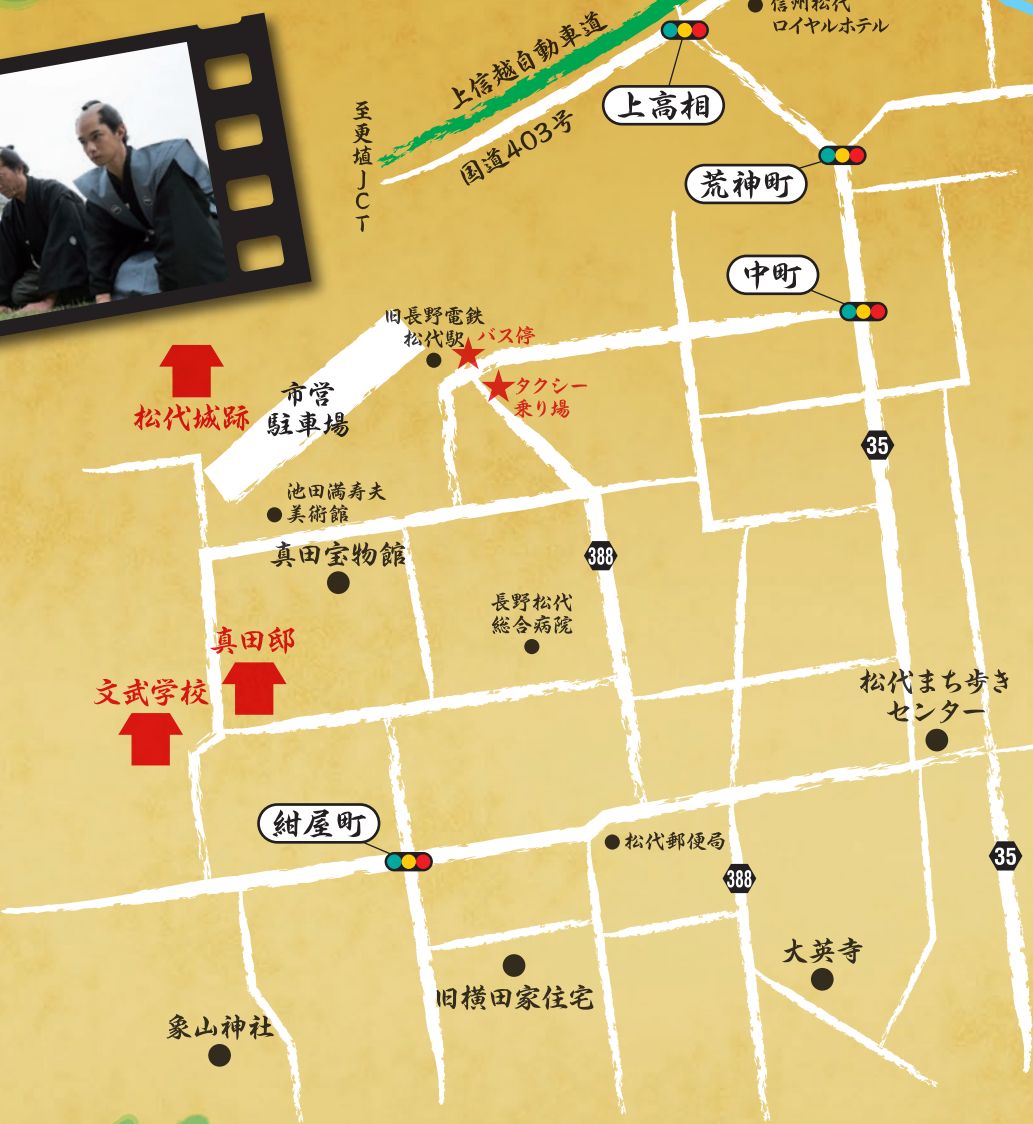 信州松代
ロイヤルホテル
上信越自動車道
上高相
国道403号
至更埴JCT
荒神町
中町
旧長野電鉄
松代駅
バス停
タクシー
乗り場
市営
駐車場
松代城跡
35
池田満寿夫
美術館
真田宝物館
388
長野松代
総合病院
真田邸
文武学校
松代まち歩き
センター
紺屋町
松代郵便局
388
35
大英寺
旧横田家住宅
象山神社